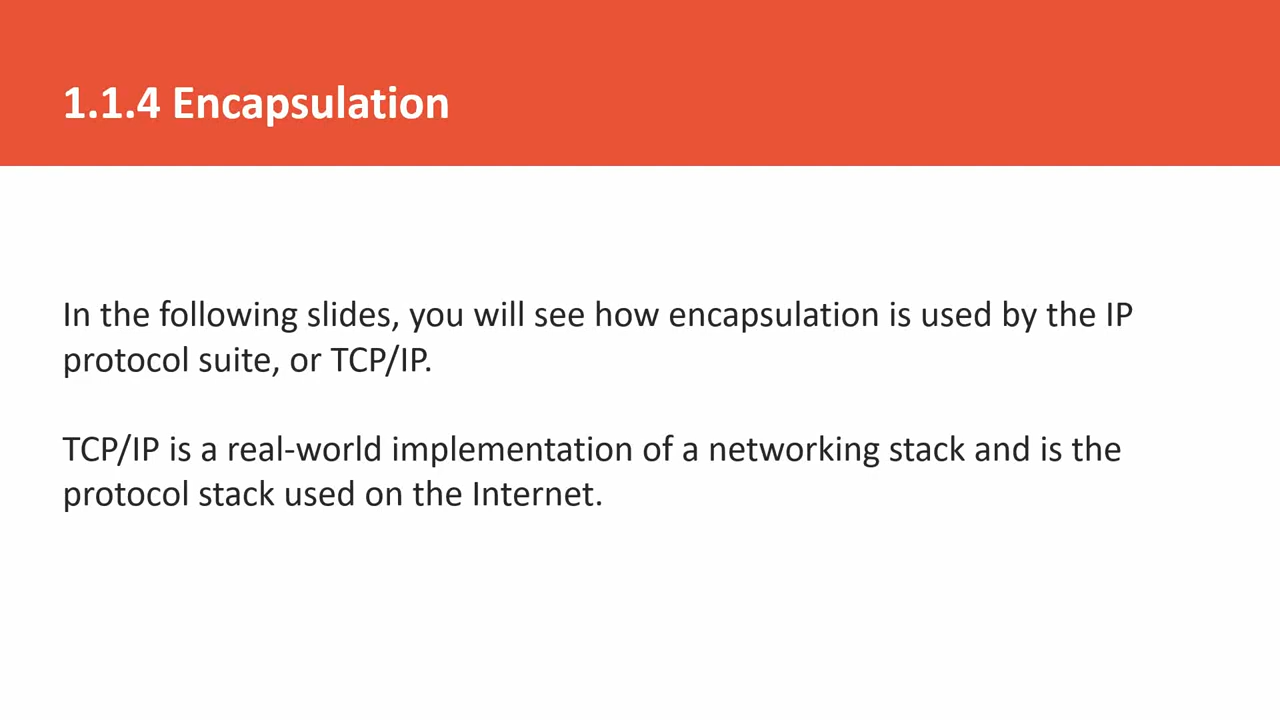 1.1.4 Encapsulation
In the following slides, you will see how encapsulation is used by the IP
protocol suite, or TCP/IP.
TCP/IP is a real-world implementation of a networking stack and is the
protocol stack used on the Internet.